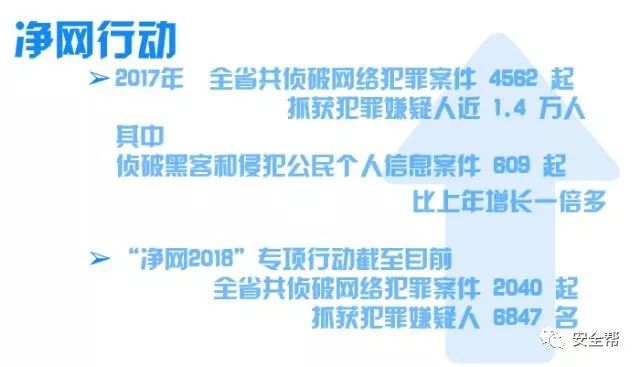 净网行动
➢ 2017年 全省共侦破网络犯罪案件 4562 起
抓获犯罪嫌疑人近 1.4 万人
其中
侦破黑客和侵犯公民个人信息案件 609 起
比上年增长一倍多
➢ “净网2018”专项行动截至目前
全省共侦破网络犯罪案件 2040 起
抓获犯罪嫌疑人 6847 名
安全帮